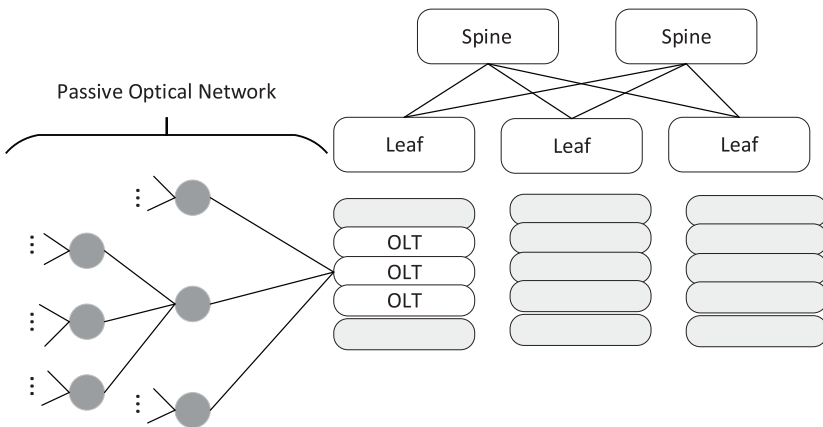 Spine
Spine
Passive Optical Network
Leaf
Leaf
Leaf
OLT
OLT
OLT